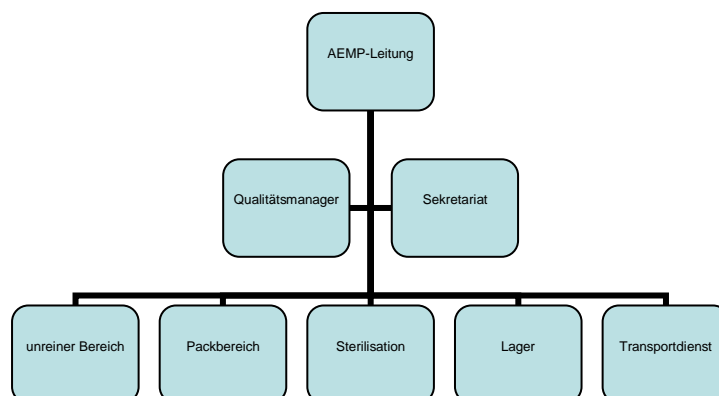 AEMP-Leitung
Qualitätsmanager
Sekretariat
unreiner Bereich
Packbereich
Sterilisation
Lager
Transportdienst